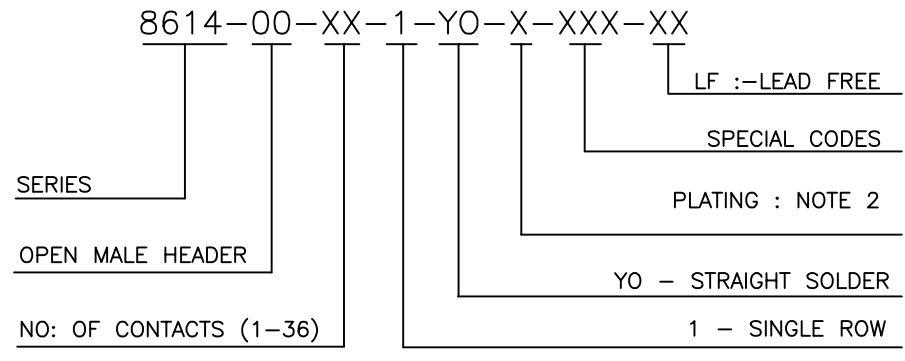 8614-00-XX-1-YO-X-XXX-XX
LF :-LEAD FREE
SPECIAL CODES
SERIES
PLATING : NOTE 2
OPEN MALE HEADER
YO - STRAIGHT SOLDER
NO: OF CONTACTS (1-36)
1 - SINGLE ROW